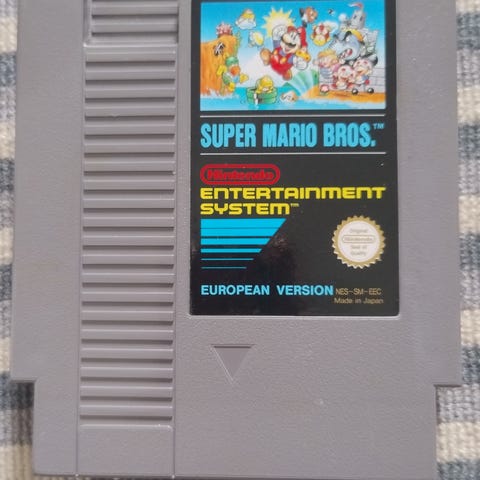 SUPER MARIO BROS.™
Nintendo
ENTERTAINMENT
SYSTEM™
Original
Nintendo
Seal of
Quality
EUROPEAN VERSION NES-SM-EEC
Made in Japan